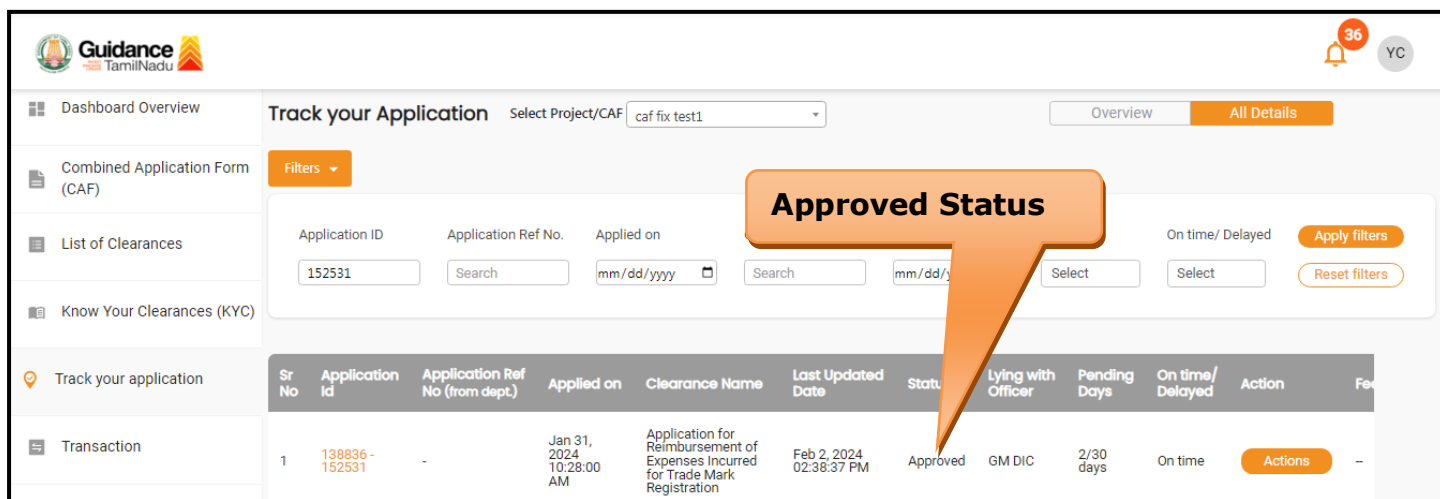 Guidance
TamilNadu
36
YC
Dashboard Overview
Combined Application Form
(CAF)
List of Clearances
Know Your Clearances (KYC)
Track your application
Transaction
Track your Application
Select Project/CAF
caf fix test1
Overview
All Details
Filters
Approved Status
Application ID
Application Ref No.
Applied on
On time/ Delayed
Apply filters
152531
Search
mm/dd/yyyy
Search
mm/dd/y
Select
Select
Reset filters
Sr
No
Application
Id
Application Ref
No (from dept.)
Applied on
Clearance Name
Last Updated
Date
Statu
Lying with
Officer
Pending
Days
On time/
Delayed
Action
Fee
1
138836 -
152531
-
Jan 31,
2024
10:28:00
AM
Application for
Reimbursement of
Expenses Incurred
for Trade Mark
Registration
Feb 2, 2024
02:38:37 PM
Approved
GM DIC
2/30
days
On time
Actions
--